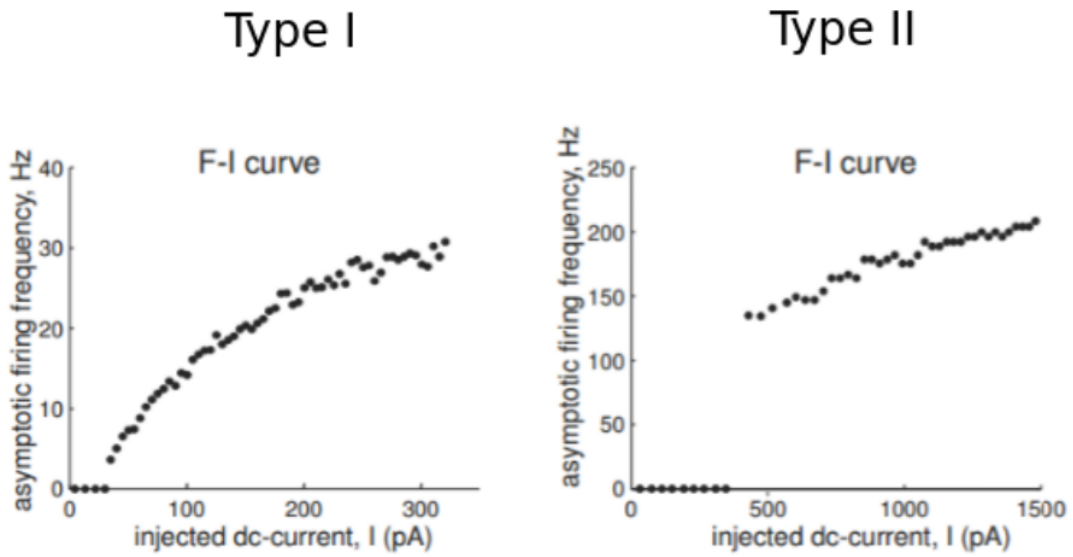 Type I
Type II
F-I curve
asymptotic firing frequency, Hz
40
30
20
10
0
0
100
200
300
injected dc-current, I (pA)
F-I curve
asymptotic firing frequency, Hz
250
200
150
100
50
0
0
500
1000
1500
injected dc-current, I (pA)